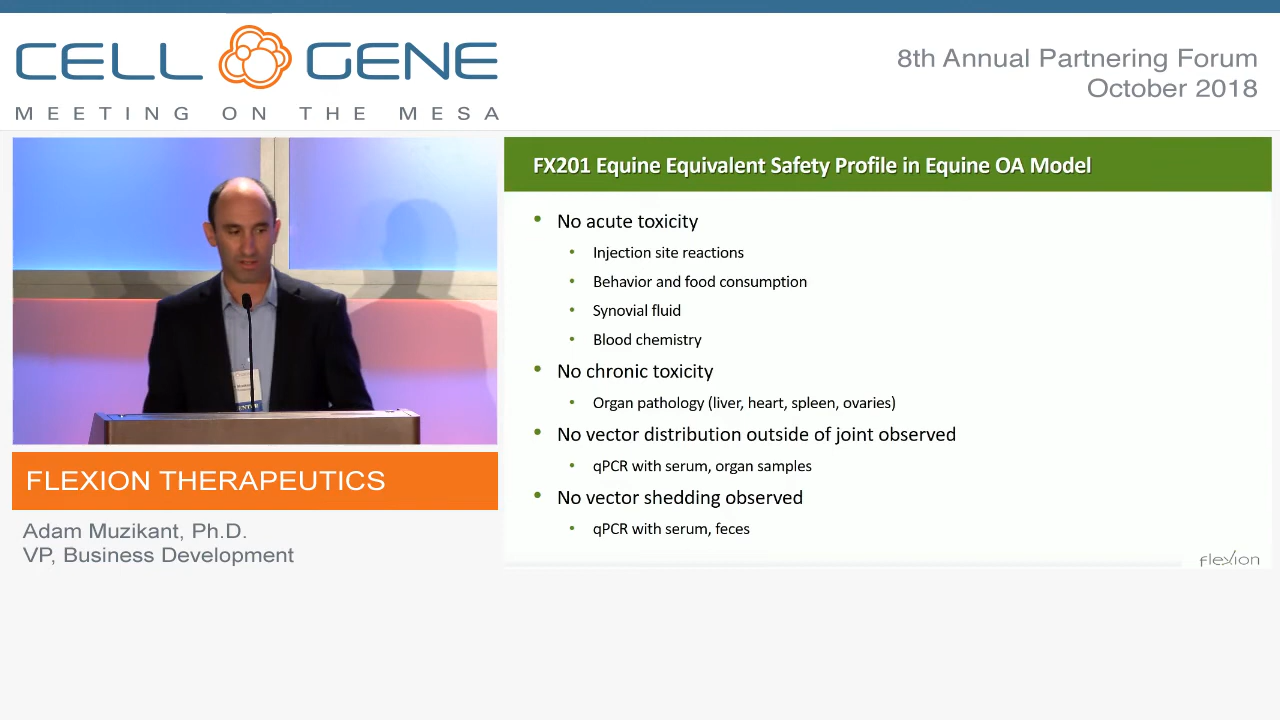 CELL GENE
MEETING ON THE MESA
8th Annual Partnering Forum
October 2018
FX201 Equine Equivalent Safety Profile in Equine OA Model
• No acute toxicity
• Injection site reactions
• Behavior and food consumption
• Synovial fluid
• Blood chemistry
• No chronic toxicity
• Organ pathology (liver, heart, spleen, ovaries)
• No vector distribution outside of joint observed
• qPCR with serum, organ samples
• No vector shedding observed
• qPCR with serum, feces
flexion
FLEXION THERAPEUTICS
Adam Muzikant, Ph.D.
VP, Business Development